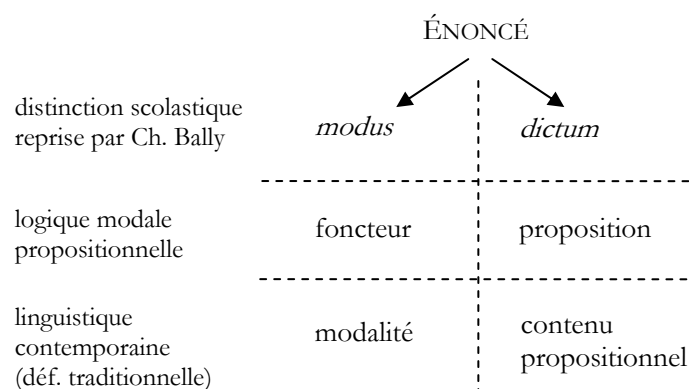 ÉNONCÉ
distinction scolastique
reprise par Ch. Bally
modus
dictum
logique modale
propositionnelle
foncteur
proposition
linguistique
contemporaine
(déf. traditionnelle)
modalité
contenu
propositionnel